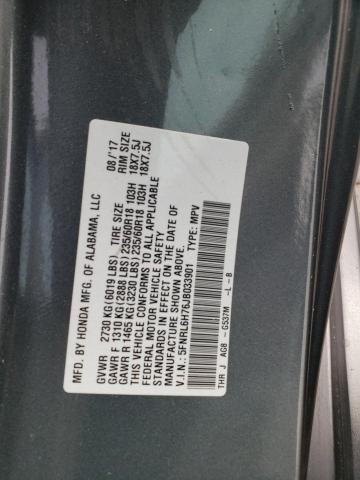 MFD. BY HONDA MFG. OF ALABAMA, LLC 08/'17
GVWR 2730 KG(6019 LBS) TIRE SIZE RIM SIZE
GAWR F 1310 KG(2888 LBS)235/60R18 103H 18X7.5J
GAWR R 1465 KG(3230 LBS)235/60R18 103H 18X7.5J
THIS VEHICLE CONFORMS TO ALL APPLICABLE
FEDERAL MOTOR VEHICLE SAFETY
STANDARDS IN EFFECT ON THE DATE OF
MANUFACTURE SHOWN ABOVE.
V.I.N.: 5FNRL6H76JB033901 TYPE: MPV
THR J AG8 - GS37M -L-B